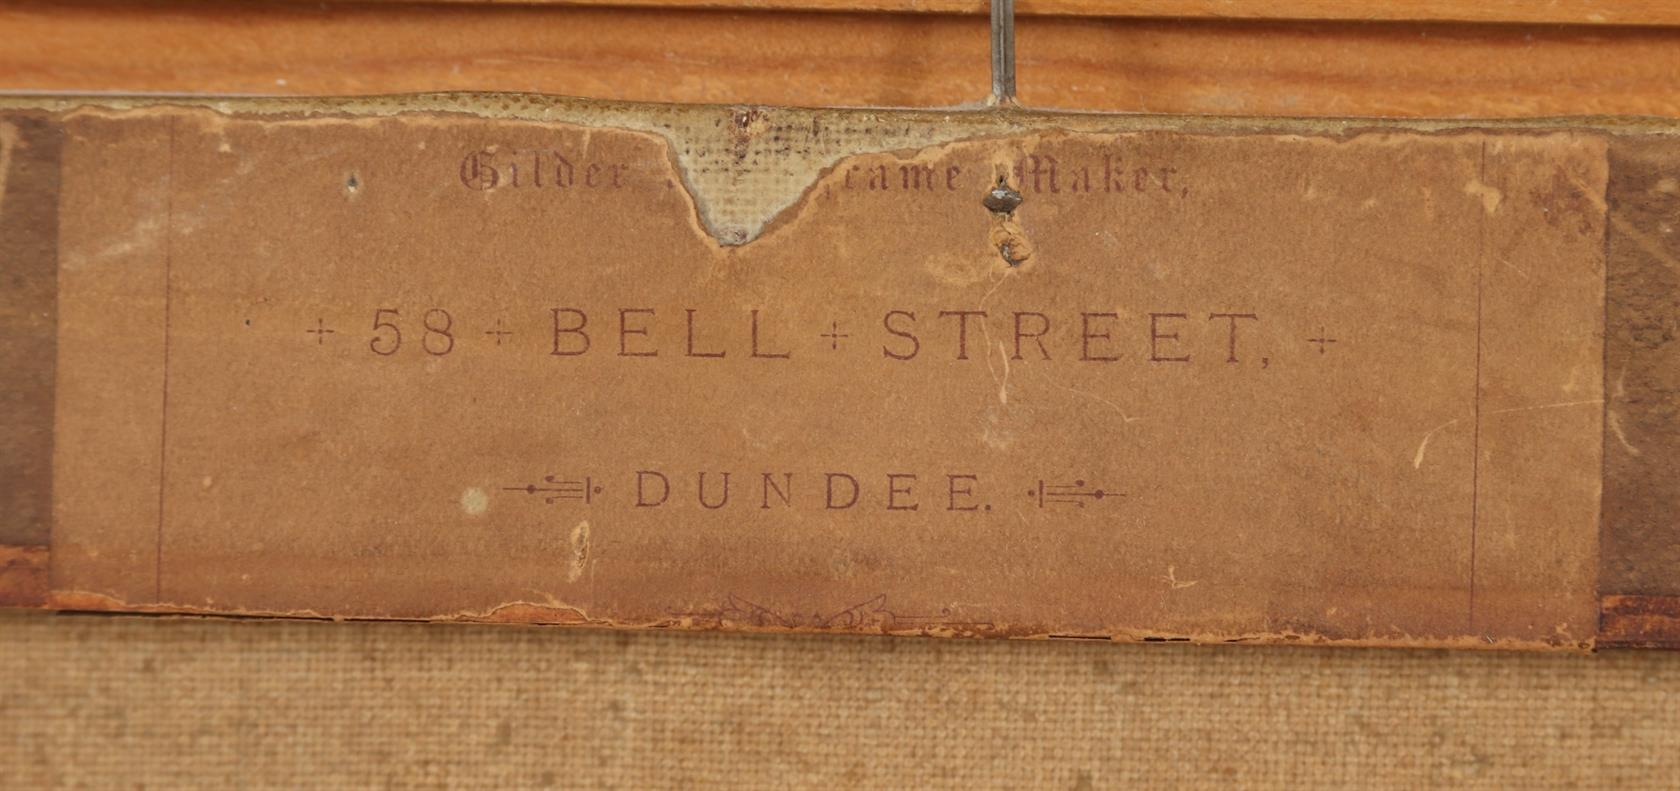 Gilder rame Maker,
+ 58 + BELL + STREET, +
DUNDEE.